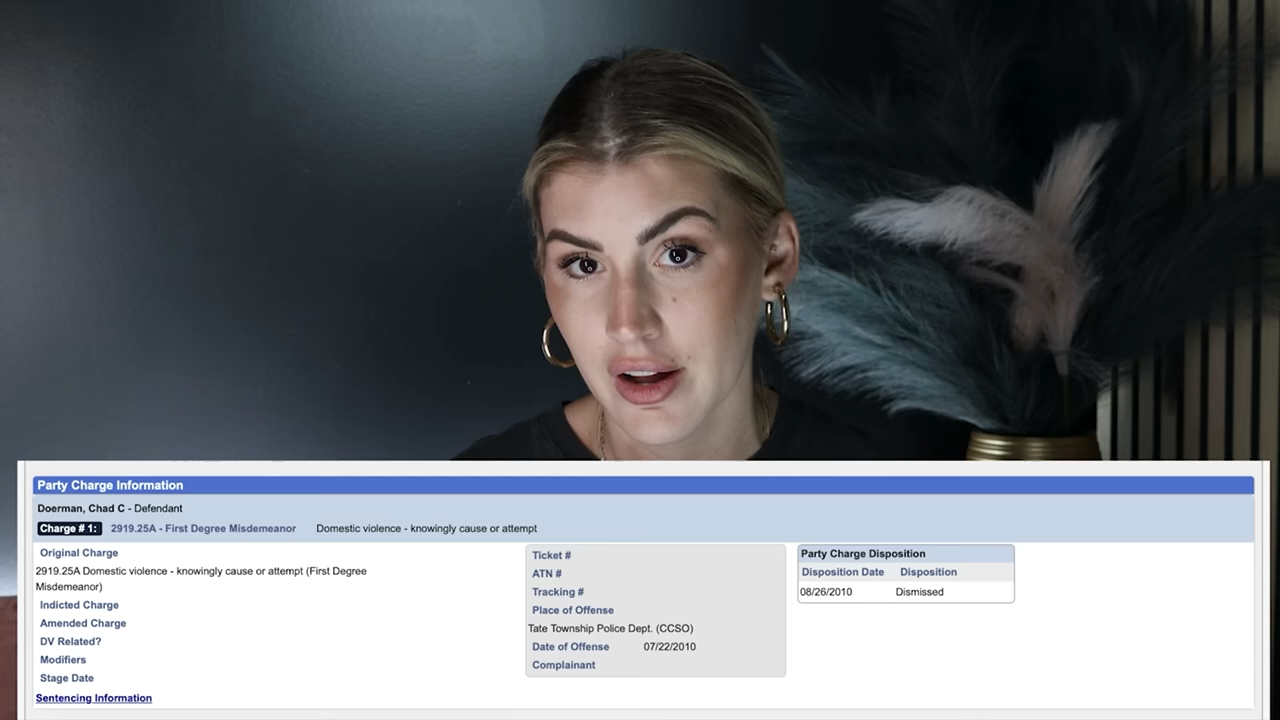 Party Charge Information
Doerman, Chad C - Defendant
Charge # 1: 2919.25A - First Degree Misdemeanor Domestic violence - knowingly cause or attempt
Original Charge
2919.25A Domestic violence - knowingly cause or attempt (First Degree
Misdemeanor)
Indicted Charge
Amended Charge
DV Related?
Modifiers
Stage Date
Sentencing Information
Ticket #
ATN #
Tracking #
Place of Offense
Tate Township Police Dept. (CCSO)
Date of Offense 07/22/2010
Complainant
Party Charge Disposition
Disposition Date Disposition
08/26/2010 Dismissed